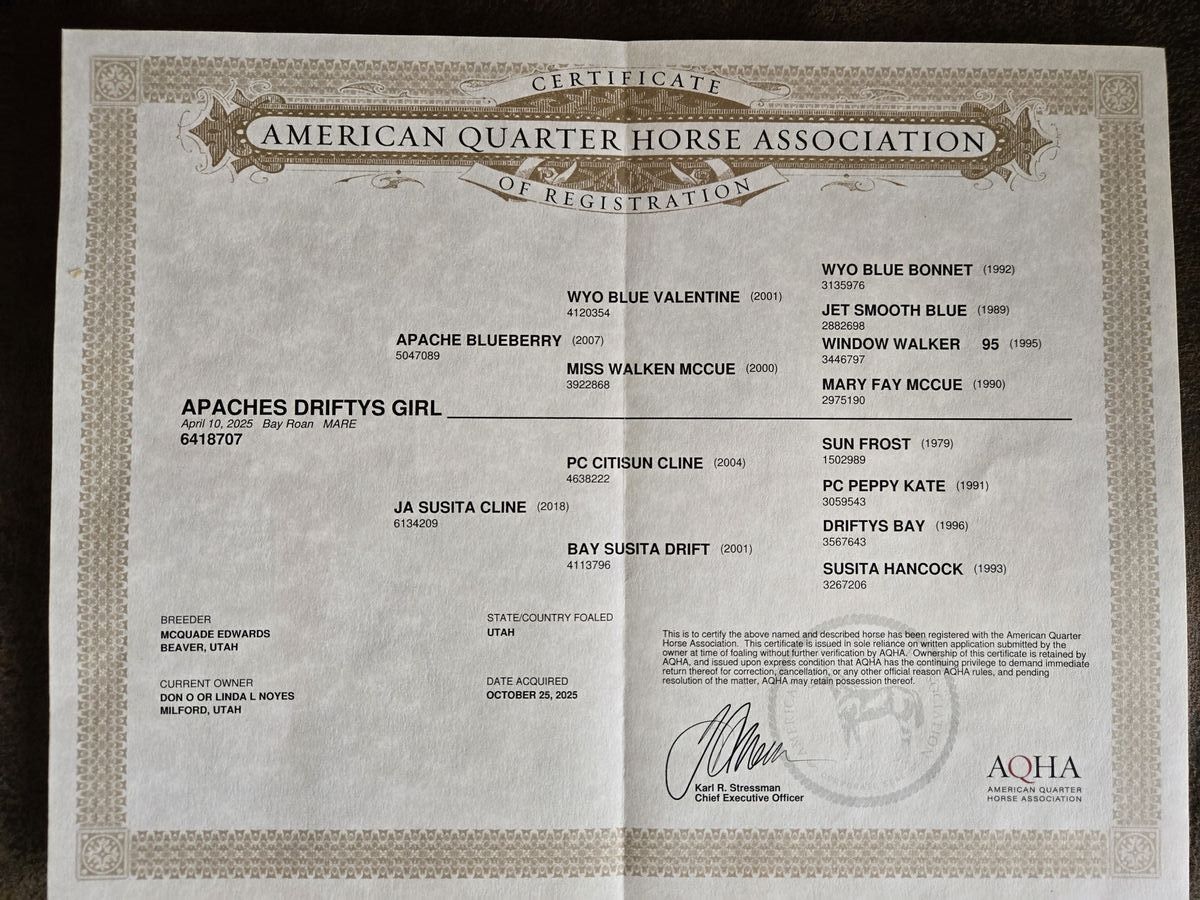 CERTIFICATE
AMERICAN QUARTER HORSE ASSOCIATION
OF REGISTRATION
WYO BLUE BONNET (1992)
3135976
WYO BLUE VALENTINE (2001)
4120354
JET SMOOTH BLUE (1989)
2882698
APACHE BLUEBERRY (2007)
5047089
WINDOW WALKER 95 (1995)
3446797
MISS WALKEN MCCUE (2000)
3922868
MARY FAY MCCUE (1990)
2975190
APACHES DRIFTYS GIRL
April 10, 2025 Bay Roan MARE
6418707
SUN FROST (1979)
1502989
PC CITISUN CLINE (2004)
4638222
PC PEPPY KATE (1991)
3059543
JA SUSITA CLINE (2018)
6134209
DRIFTYS BAY (1996)
3567643
BAY SUSITA DRIFT (2001)
4113796
SUSITA HANCOCK (1993)
3267206
BREEDER
MCQUADE EDWARDS
BEAVER, UTAH
STATE/COUNTRY FOALED
UTAH
CURRENT OWNER
DON O OR LINDA L NOYES
MILFORD, UTAH
DATE ACQUIRED
OCTOBER 25, 2025
This is to certify the above named and described horse has been registered with the American Quarter
Horse Association. This certificate is issued in sole reliance on written application submitted by the
owner at time of foaling without further verification by AQHA. Ownership of this certificate is retained by
AQHA, and issued upon express condition that AQHA has the continuing privilege to demand immediate
return thereof for correction, cancellation, or any other official reason AQHA rules, and pending
resolution of the matter, AQHA may retain possession thereof.
Karl R. Stressman
Chief Executive Officer
AQHA
AMERICAN QUARTER
HORSE ASSOCIATION